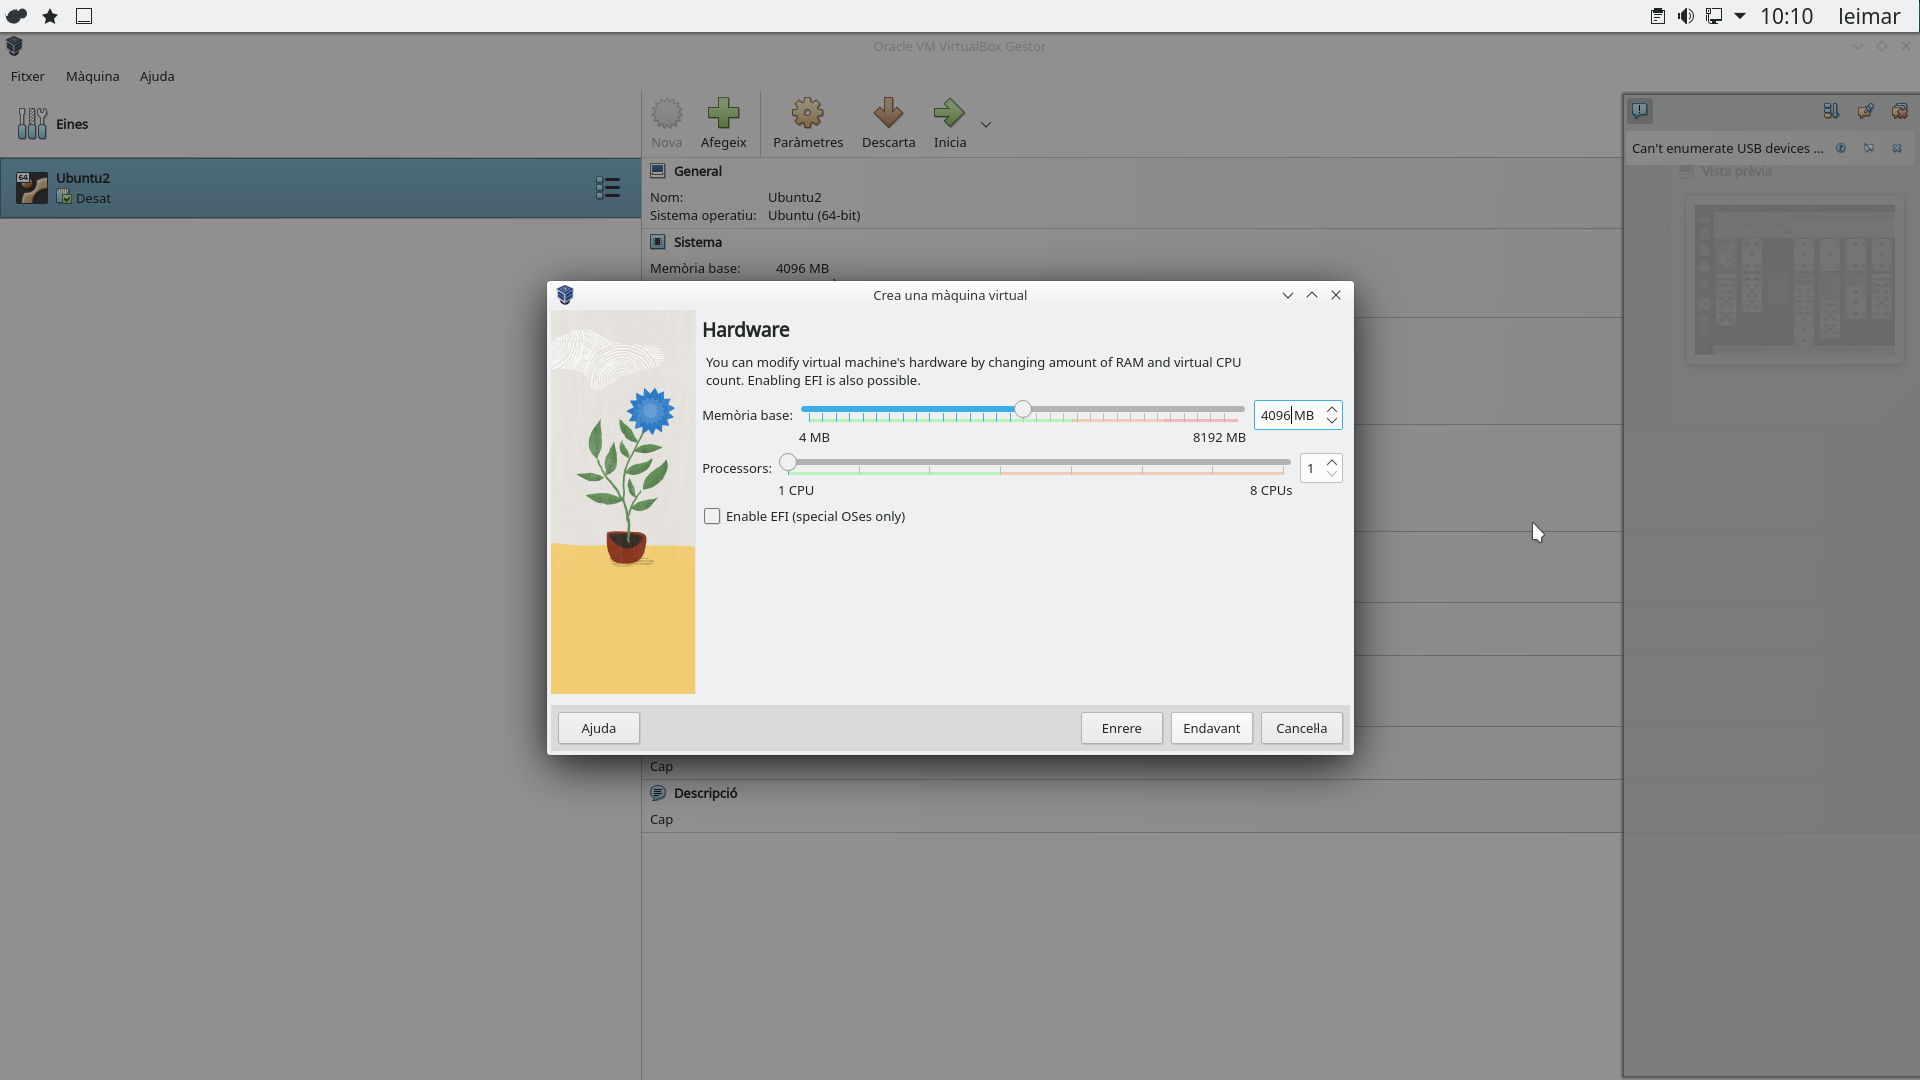 10:10 leimar
Oracle VM VirtualBox Gestor
Fitxer Màquina Ajuda
Eines
Nova Afegeix Paràmetres Descarta Inicia
Can't enumerate USB devices ...
64
Ubuntu2
Desat
General
Nom: Ubuntu2
Sistema operatiu: Ubuntu (64-bit)
Vista prèvia
Sistema
Memòria base: 4096 MB
Crea una màquina virtual
Hardware
You can modify virtual machine's hardware by changing amount of RAM and virtual CPU
count. Enabling EFI is also possible.
Memòria base: 4096 MB
4 MB 8192 MB
Processors: 1
1 CPU 8 CPUs
Enable EFI (special OSes only)
Ajuda Enrere Endavant Cancel·la
Cap
Descripció
Cap